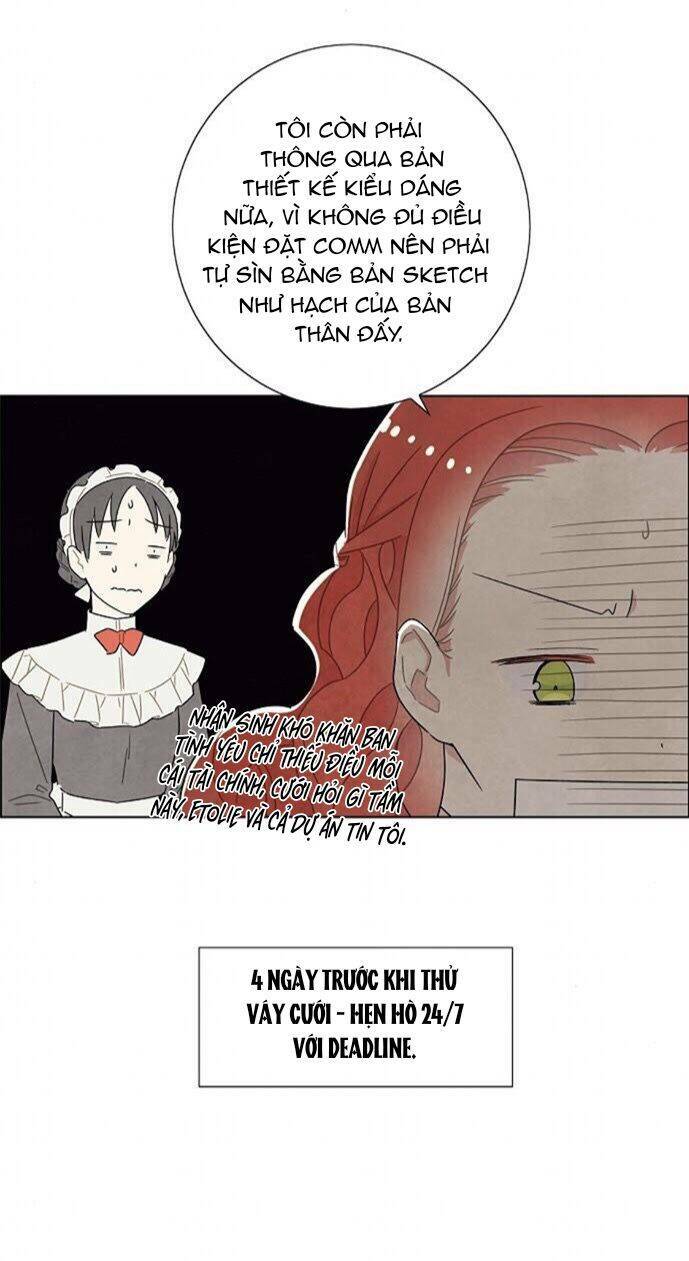 TÔI CÒN PHẢI
THÔNG QUA BẢN
THIẾT KẾ KIỂU DÁNG
NỮA, VÌ KHÔNG ĐỦ ĐIỀU
KIỆN ĐẶT COMM NÊN PHẢI
TỰ SÌN BẰNG BẢN SKETCH
NHƯ HẠCH CỦA BẢN
THÂN ĐẤY.
NHÂN SINH KHÓ KHĂN BẠN
TÌNH YÊU CHỈ THIẾU ĐIỀU MỖI
CÁI TÀI CHÍNH, CƯỚI HỎI GÌ TẦM
NÀY, ETOLIE VÀ CẢ DỰ ÁN TIN TÔI.
4 NGÀY TRƯỚC KHI THỬ
VÁY CƯỚI - HẸN HÒ 24/7
VỚI DEADLINE.